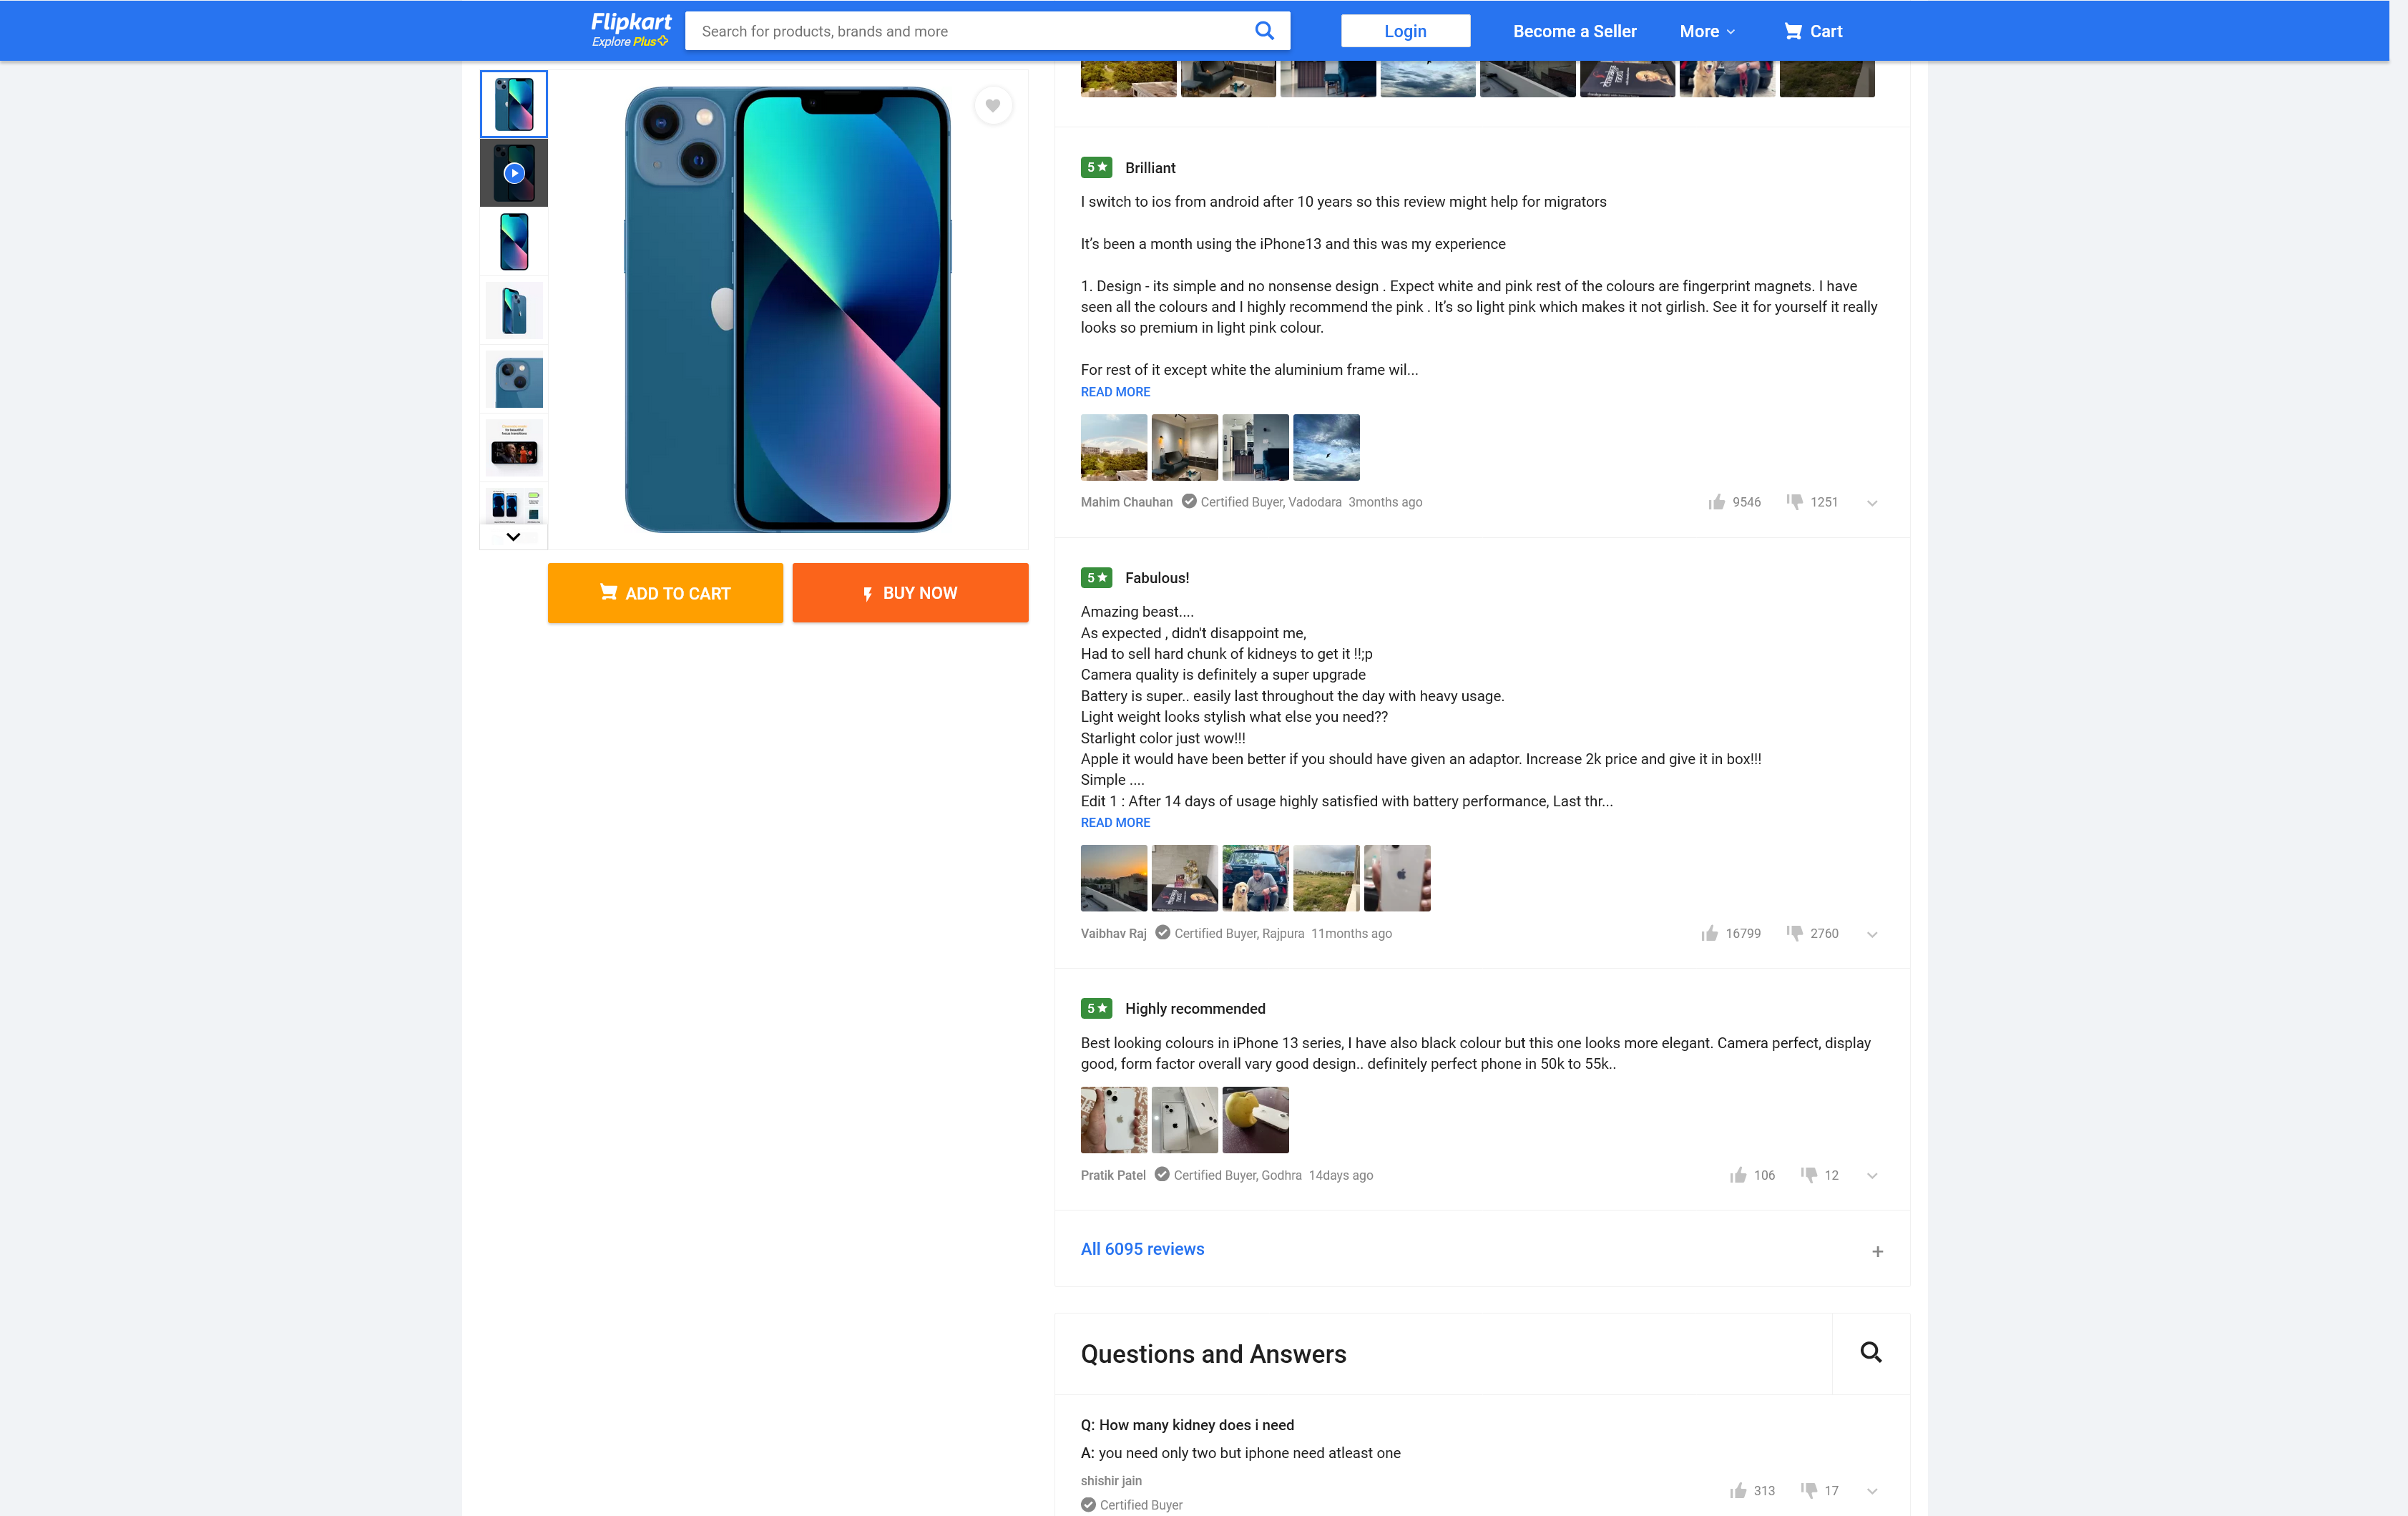 Flipkart
Explore Plus
Search for products, brands and more
Login
Become a Seller
More
Cart
ADD TO CART
BUY NOW
5★ Brilliant
I switch to ios from android after 10 years so this review might help for migrators
It’s been a month using the iPhone13 and this was my experience
1. Design - its simple and no nonsense design . Expect white and pink rest of the colours are fingerprint magnets. I have
seen all the colours and I highly recommend the pink . It’s so light pink which makes it not girlish. See it for yourself it really
looks so premium in light pink colour.
For rest of it except white the aluminium frame wil...
READ MORE
Mahim Chauhan Certified Buyer, Vadodara 3months ago 9546 1251
5★ Fabulous!
Amazing beast....
As expected , didn't disappoint me,
Had to sell hard chunk of kidneys to get it !!;p
Camera quality is definitely a super upgrade
Battery is super.. easily last throughout the day with heavy usage.
Light weight looks stylish what else you need??
Starlight color just wow!!!
Apple it would have been better if you should have given an adaptor. Increase 2k price and give it in box!!!
Simple ....
Edit 1 : After 14 days of usage highly satisfied with battery performance, Last thr...
READ MORE
Vaibhav Raj Certified Buyer, Rajpura 11months ago 16799 2760
5★ Highly recommended
Best looking colours in iPhone 13 series, I have also black colour but this one looks more elegant. Camera perfect, display
good, form factor overall vary good design.. definitely perfect phone in 50k to 55k..
Pratik Patel Certified Buyer, Godhra 14days ago 106 12
All 6095 reviews +
Questions and Answers
Q: How many kidney does i need
A: you need only two but iphone need atleast one
shishir jain
313 17
Certified Buyer